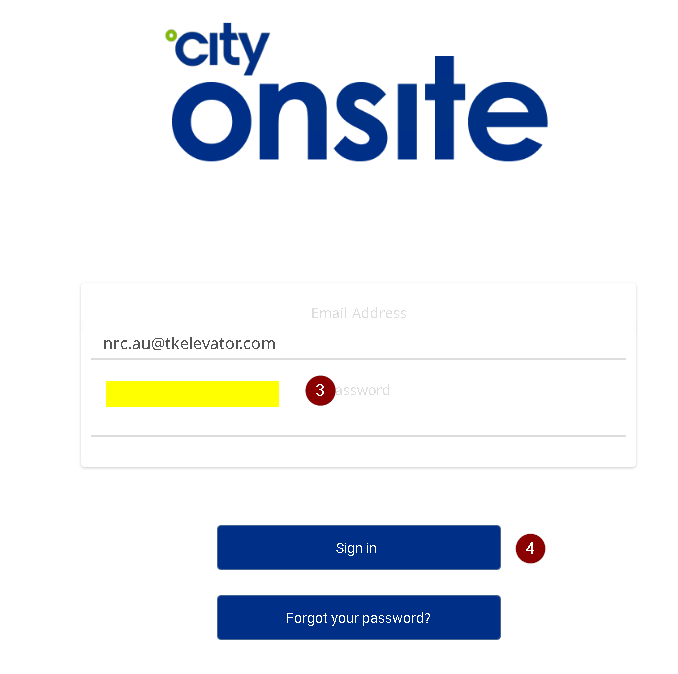 city
onsite
Email Address
nrc.au@tkelevator.com
3 assword
Sign in 4
Forgot your password?